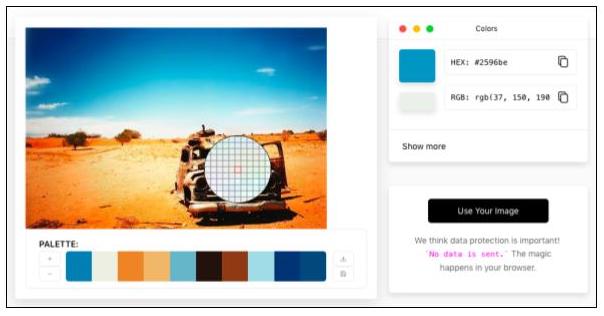 Colors
HEX: #2596be
RGB: rgb(37, 150, 190
Show more
PALETTE:
+
-
Use Your Image
We think data protection is important!
`No data is sent.` The magic
happens in your browser.